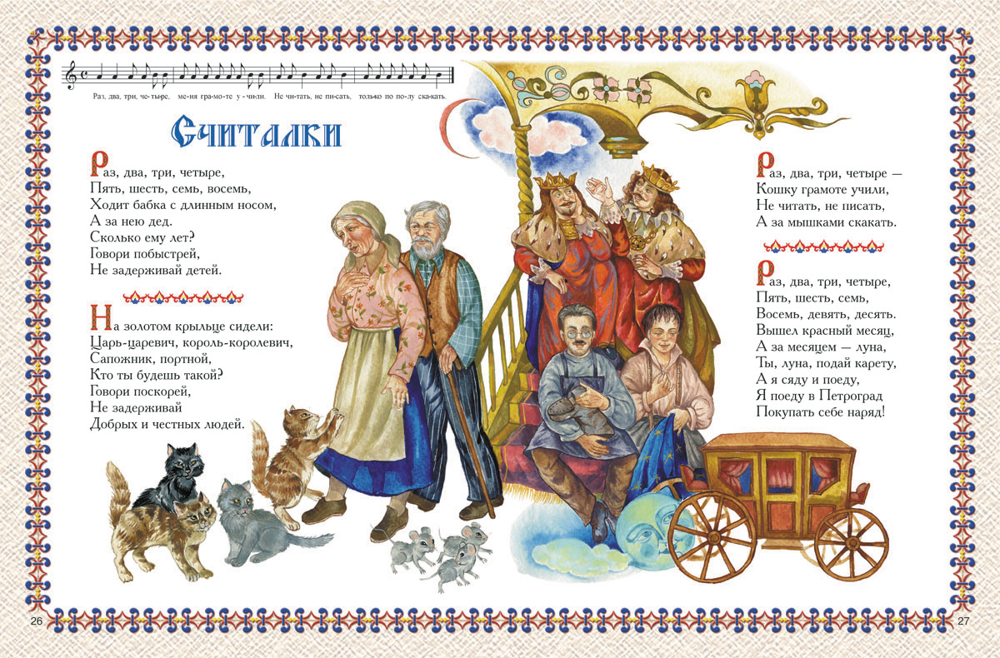 Раз, два, три, че-ты-ре, ме-ня гра-мо-те у-чи-ли. Не чи-тать, не пи-сать, толь-ко по по-лу ска-кать.
Считалки
Раз, два, три, четыре,
Пять, шесть, семь, восемь,
Ходит бабка с длинным носом,
А за нею дед.
Сколько ему лет?
Говори побыстрей,
Не задерживай детей.
На золотом крыльце сидели:
Царь-царевич, король-королевич,
Сапожник, портной,
Кто ты будешь такой?
Говори поскорей,
Не задерживай
Добрых и честных людей.
26
Раз, два, три, четыре —
Кошку грамоте учили,
Не читать, не писать,
А за мышками скакать.
Раз, два, три, четыре,
Пять, шесть, семь,
Восемь, девять, десять.
Вышел красный месяц,
А за месяцем — луна,
Ты, луна, подай карету,
А я сяду и поеду,
Я поеду в Петроград
Покупать себе наряд!
27